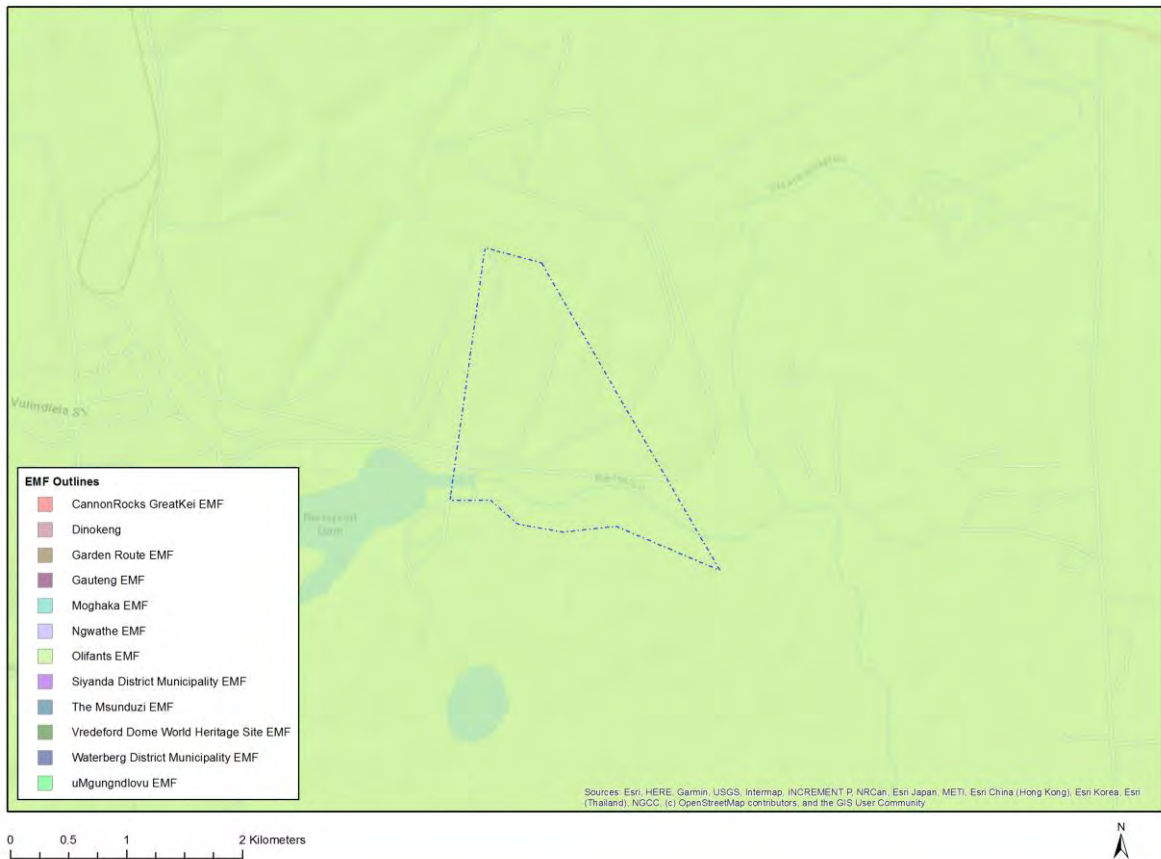 Vulindlela St
Dam
EMF Outlines
CannonRocks GreatKei EMF
Dinokeng
Garden Route EMF
Gauteng EMF
Moghaka EMF
Ngwathe EMF
Olifants EMF
Siyanda District Municipality EMF
The Msunduzi EMF
Vredeford Dome World Heritage Site EMF
Waterberg District Municipality EMF
uMgungndlovu EMF
Sources: Esri, HERE, Garmin, USGS, Intermap, INCREMENT P, NRCan, Esri Japan, METI, Esri China (Hong Kong), Esri Korea, Esri
(Thailand), NGCC, (c) OpenStreetMap contributors, and the GIS User Community
0 0.5 1 2 Kilometers
N